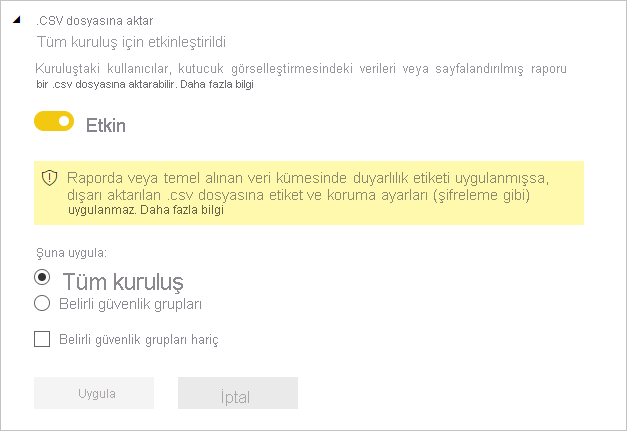 .CSV dosyasına aktar
Tüm kuruluş için etkinleştirildi
Kuruluştaki kullanıcılar, kutucuk görselleştirmesindeki verileri veya sayfalandırılmış raporu
bir .csv dosyasına aktarabilir. Daha fazla bilgi
Etkin
Raporda veya temel alınan veri kümesinde duyarlılık etiketi uygulanmışsa,
dışarı aktarılan .csv dosyasına etiket ve koruma ayarları (şifreleme gibi)
uygulanmaz. Daha fazla bilgi
Şuna uygula:
Tüm kuruluş
Belirli güvenlik grupları
Belirli güvenlik grupları hariç
Uygula
İptal